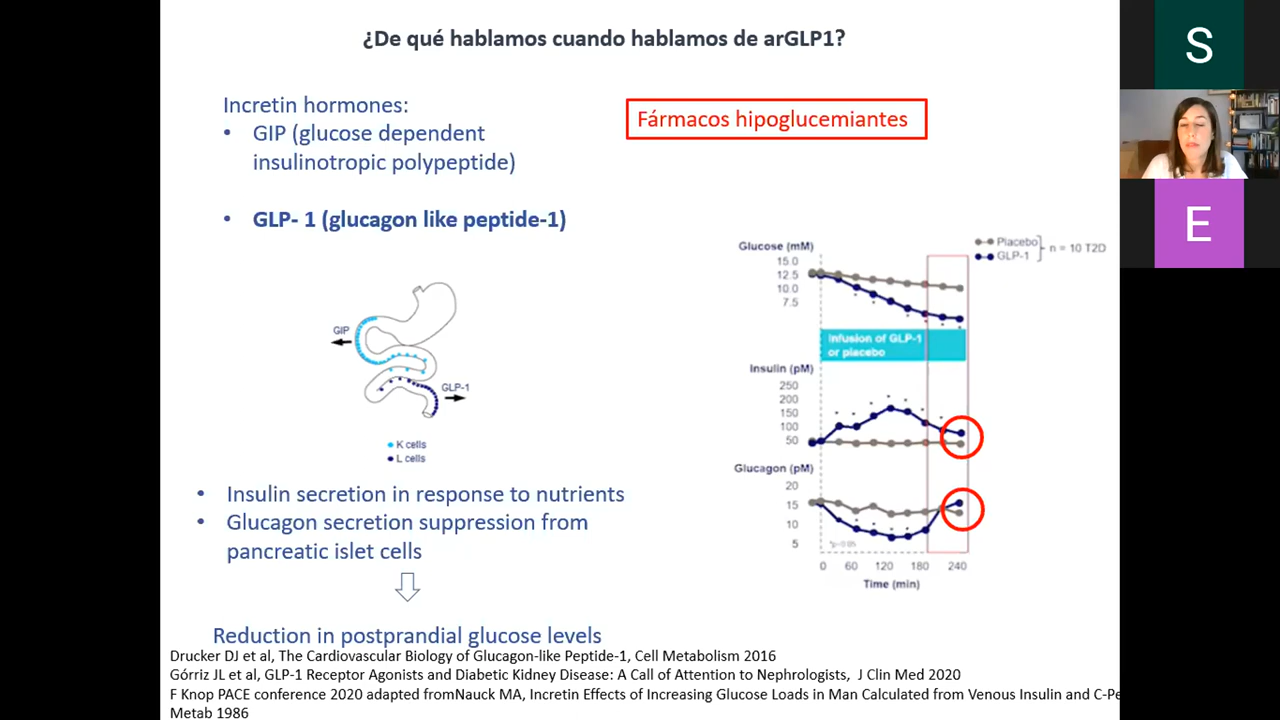 ¿De qué hablamos cuando hablamos de arGLP1?
Incretin hormones:
• GIP (glucose dependent
insulinotropic polypeptide)
• GLP- 1 (glucagon like peptide-1)
Fármacos hipoglucemiantes
GIP
GLP-1
K cells
L cells
• Insulin secretion in response to nutrients
• Glucagon secretion suppression from
pancreatic islet cells
Reduction in postprandial glucose levels
Placebo
GLP-1
n = 10 T2D
Glucose (mM)
15.0
12.5
10.0
7.5
Infusion of GLP-1
or placebo
Insulin (pM)
250
200
150
100
50
Glucagon (pM)
20
15
10
5
*p<0.05
0 60 120 180 240
Time (min)
Drucker DJ et al, The Cardiovascular Biology of Glucagon-like Peptide-1, Cell Metabolism 2016
Górriz JL et al, GLP-1 Receptor Agonists and Diabetic Kidney Disease: A Call of Attention to Nephrologists, J Clin Med 2020
F Knop PACE conference 2020 adapted fromNauck MA, Incretin Effects of Increasing Glucose Loads in Man Calculated from Venous Insulin and C-Pe
Metab 1986
S
E